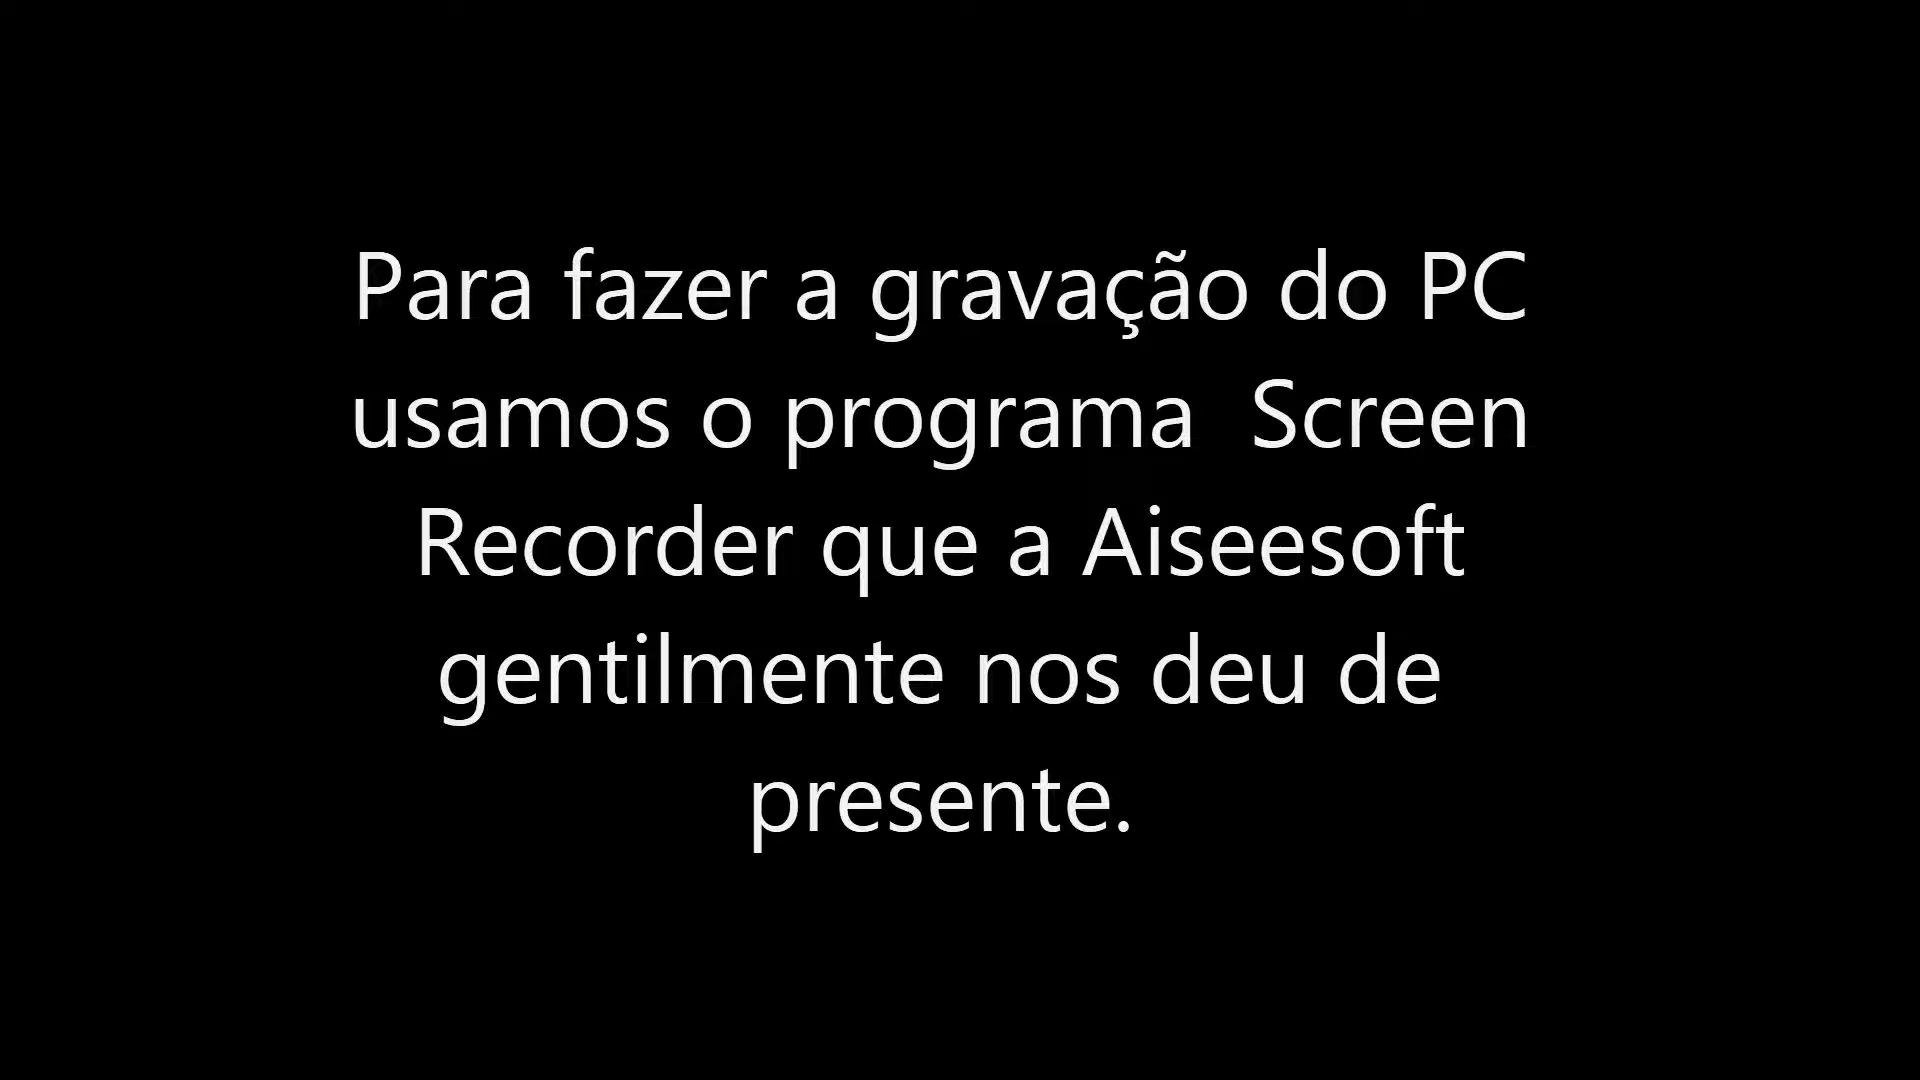 Para fazer a gravação do PC
usamos o programa  Screen
Recorder que a Aiseesoft
gentilmente nos deu de
presente.